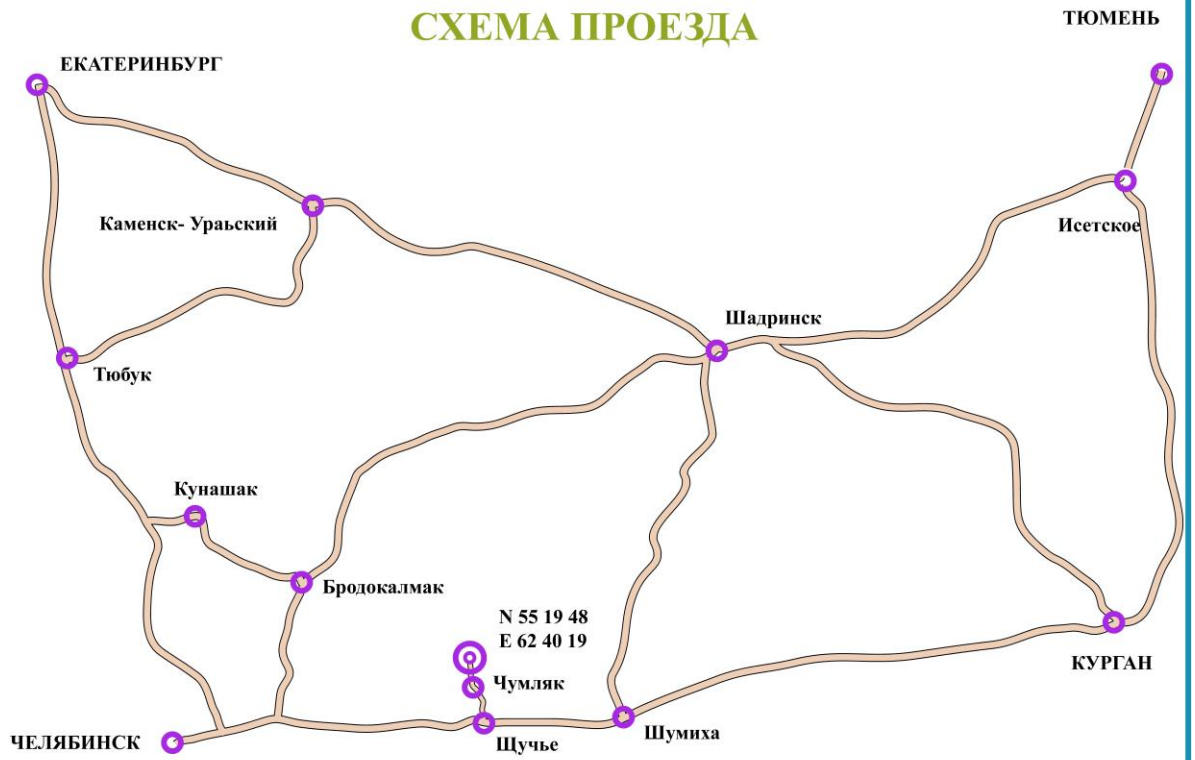 СХЕМА ПРОЕЗДА
ТЮМЕНЬ
ЕКАТЕРИНБУРГ
Каменск- Ураьский
Исетское
Шадринск
Тюбук
Кунашак
Бродокалмак
N 55 19 48
E 62 40 19
КУРГАН
Чумляк
Шумиха
ЧЕЛЯБИНСК
Щучье